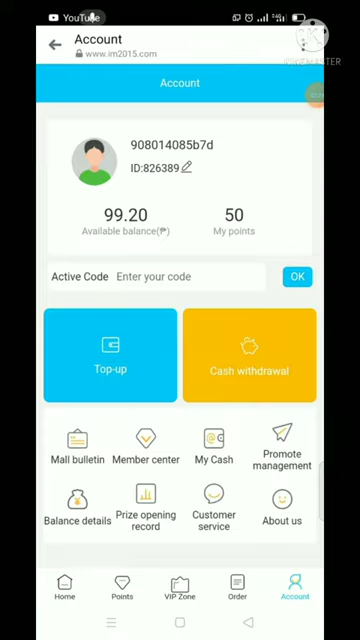 YouTube
Account
www.im2015.com
KINEMASTER
Account
908014085b7d
ID:826389
99.20
50
Available balance(₱)
My points
Active Code
Enter your code
OK
Top-up
Cash withdrawal
Mall bulletin
Member center
My Cash
Promote management
Balance details
Prize opening record
Customer service
About us
Home
Points
VIP Zone
Order
Account